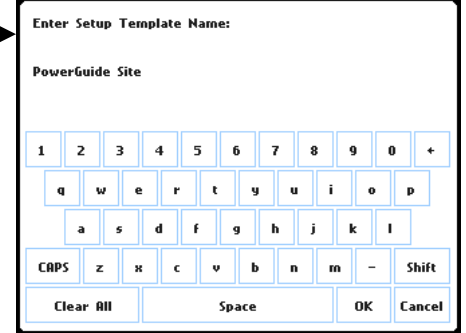 Enter Setup Template Name:
PowerGuide Site
1 2 3 4 5 6 7 8 9 0 ←
q w e r t y u i o p
a s d f g h j k l
CAPS z x c v b n m – Shift
Clear All Space OK Cancel